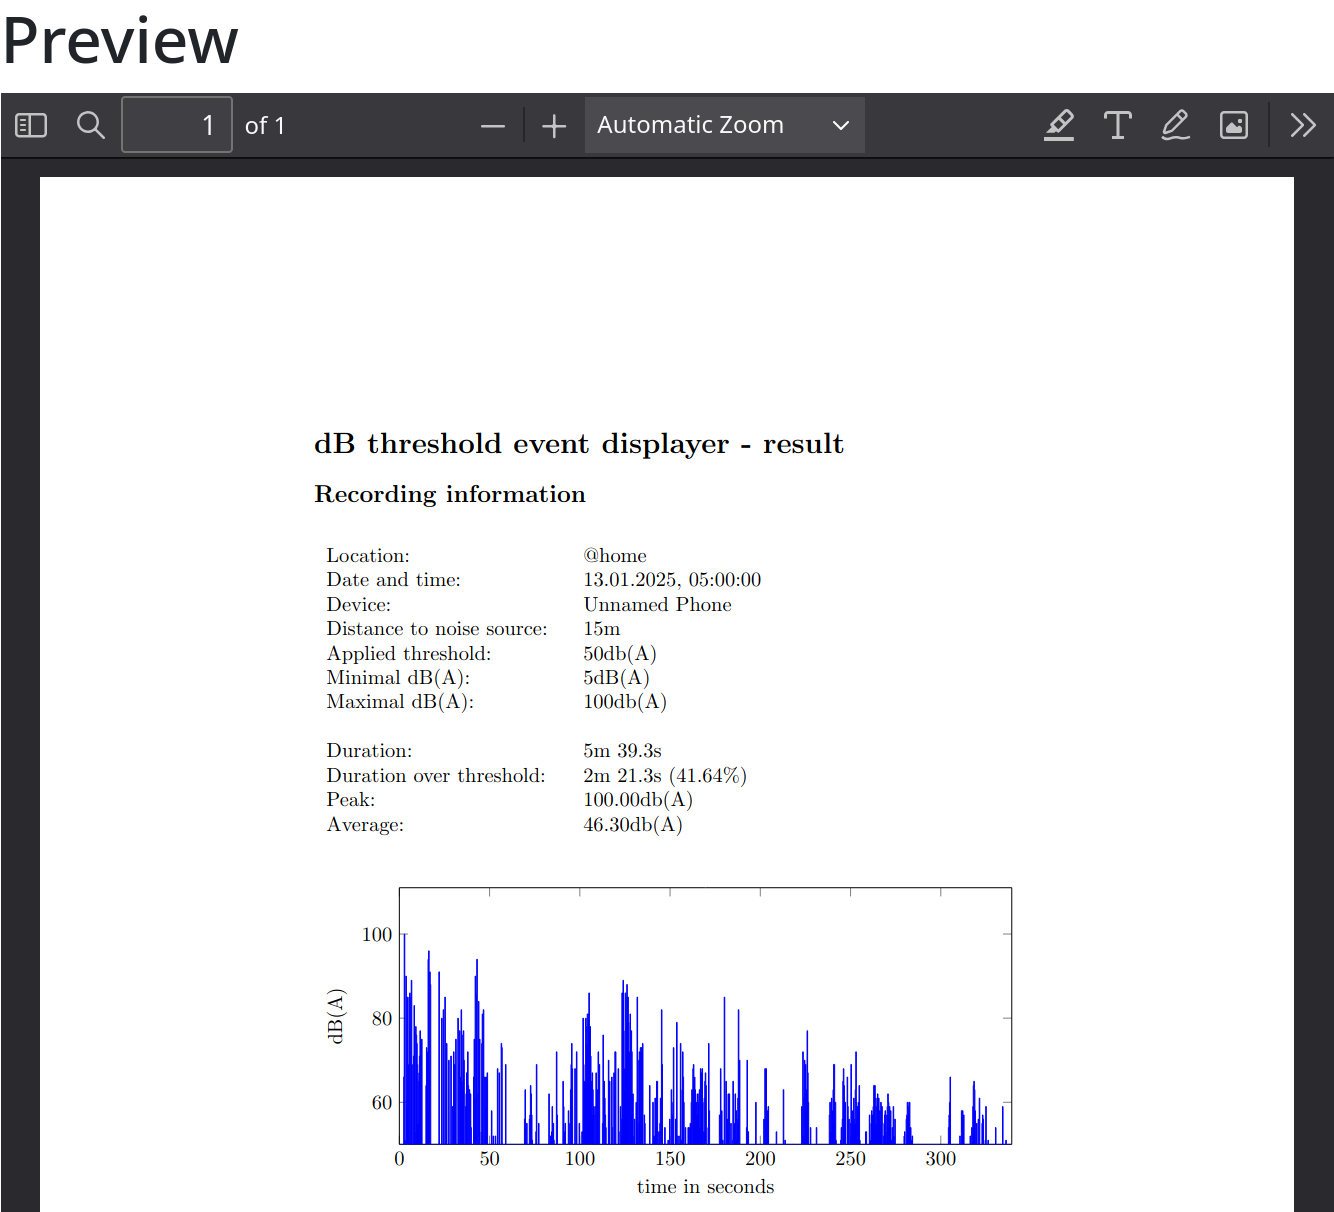 Preview
1 of 1
Automatic Zoom
dB threshold event displayer - result
Recording information
Location: @home
Date and time: 13.01.2025, 05:00:00
Device: Unnamed Phone
Distance to noise source: 15m
Applied threshold: 50db(A)
Minimal dB(A): 5dB(A)
Maximal dB(A): 100db(A)
Duration: 5m 39.3s
Duration over threshold: 2m 21.3s (41.64%)
Peak: 100.00db(A)
Average: 46.30db(A)
100
80
60
dB(A)
0 50 100 150 200 250 300
time in seconds